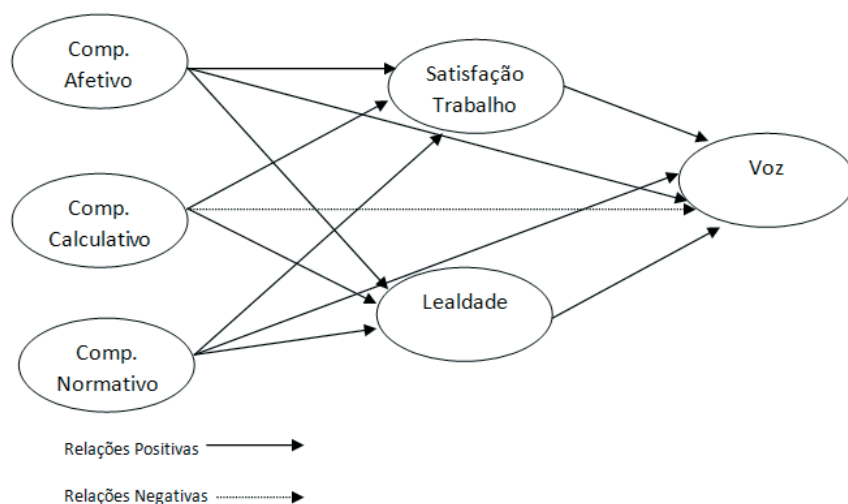 Comp.
Afetivo
Satisfação
Trabalho
Voz
Comp.
Calculativo
Lealdade
Comp.
Normativo
Relações Positivas
Relações Negativas